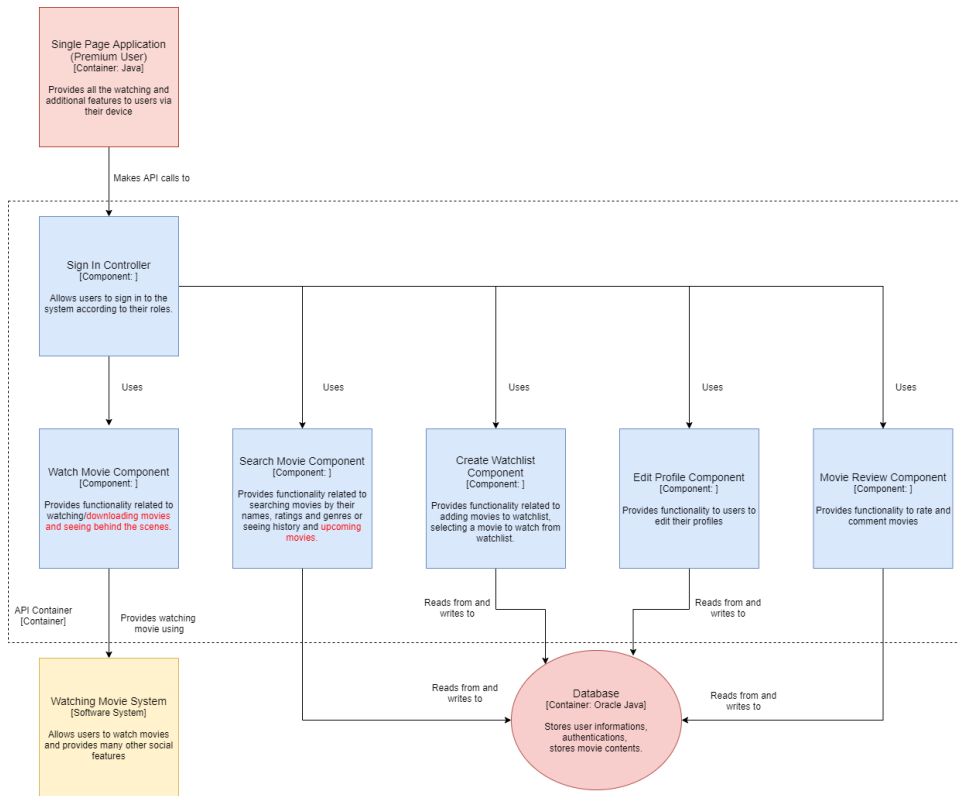 Single Page Application
(Premium User)
[Container: Java]
Provides all the watching and
additional features to users via
their device
Makes API calls to
Sign In Controller
[Component: ]
Allows users to sign in to the
system according to their roles.
Uses
Uses
Uses
Uses
Uses
Watch Movie Component
[Component: ]
Provides functionality related to
watching/downloading movies
and seeing behind the scenes.
Search Movie Component
[Component: ]
Provides functionality related to
searching movies by their
names, ratings and genres or
seeing history and upcoming
movies.
Create Watchlist
Component
[Component: ]
Provides functionality related to
adding movies to watchlist,
selecting a movie to watch from
watchlist.
Edit Profile Component
[Component: ]
Provides functionality to users to
edit their profiles
Movie Review Component
[Component: ]
Provides functionality to rate and
comment movies
API Container
[Container]
Provides watching
movie using
Reads from and
writes to
Reads from and
writes to
Reads from and
writes to
Reads from and
writes to
Watching Movie System
[Software System]
Allows users to watch movies
and provides many other social
features
Database
[Container: Oracle Java]
Stores user informations,
authentications,
stores movie contents.